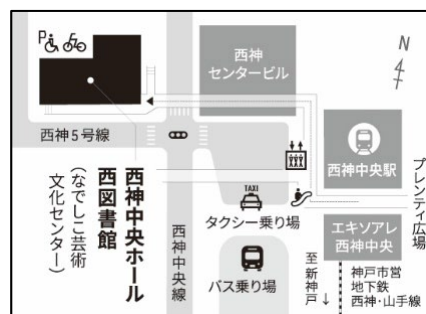 P
西神
センタービル
N
西神5号線
西神中央駅
西神中央ホール
西図書館
(なでしこ芸術
文化センター)
TAXI
タクシー乗り場
プレンティ広場
エキソアレ
西神中央
西神中央線
バス乗り場
至新神戸↓
神戸市営
地下鉄
西神・山手線